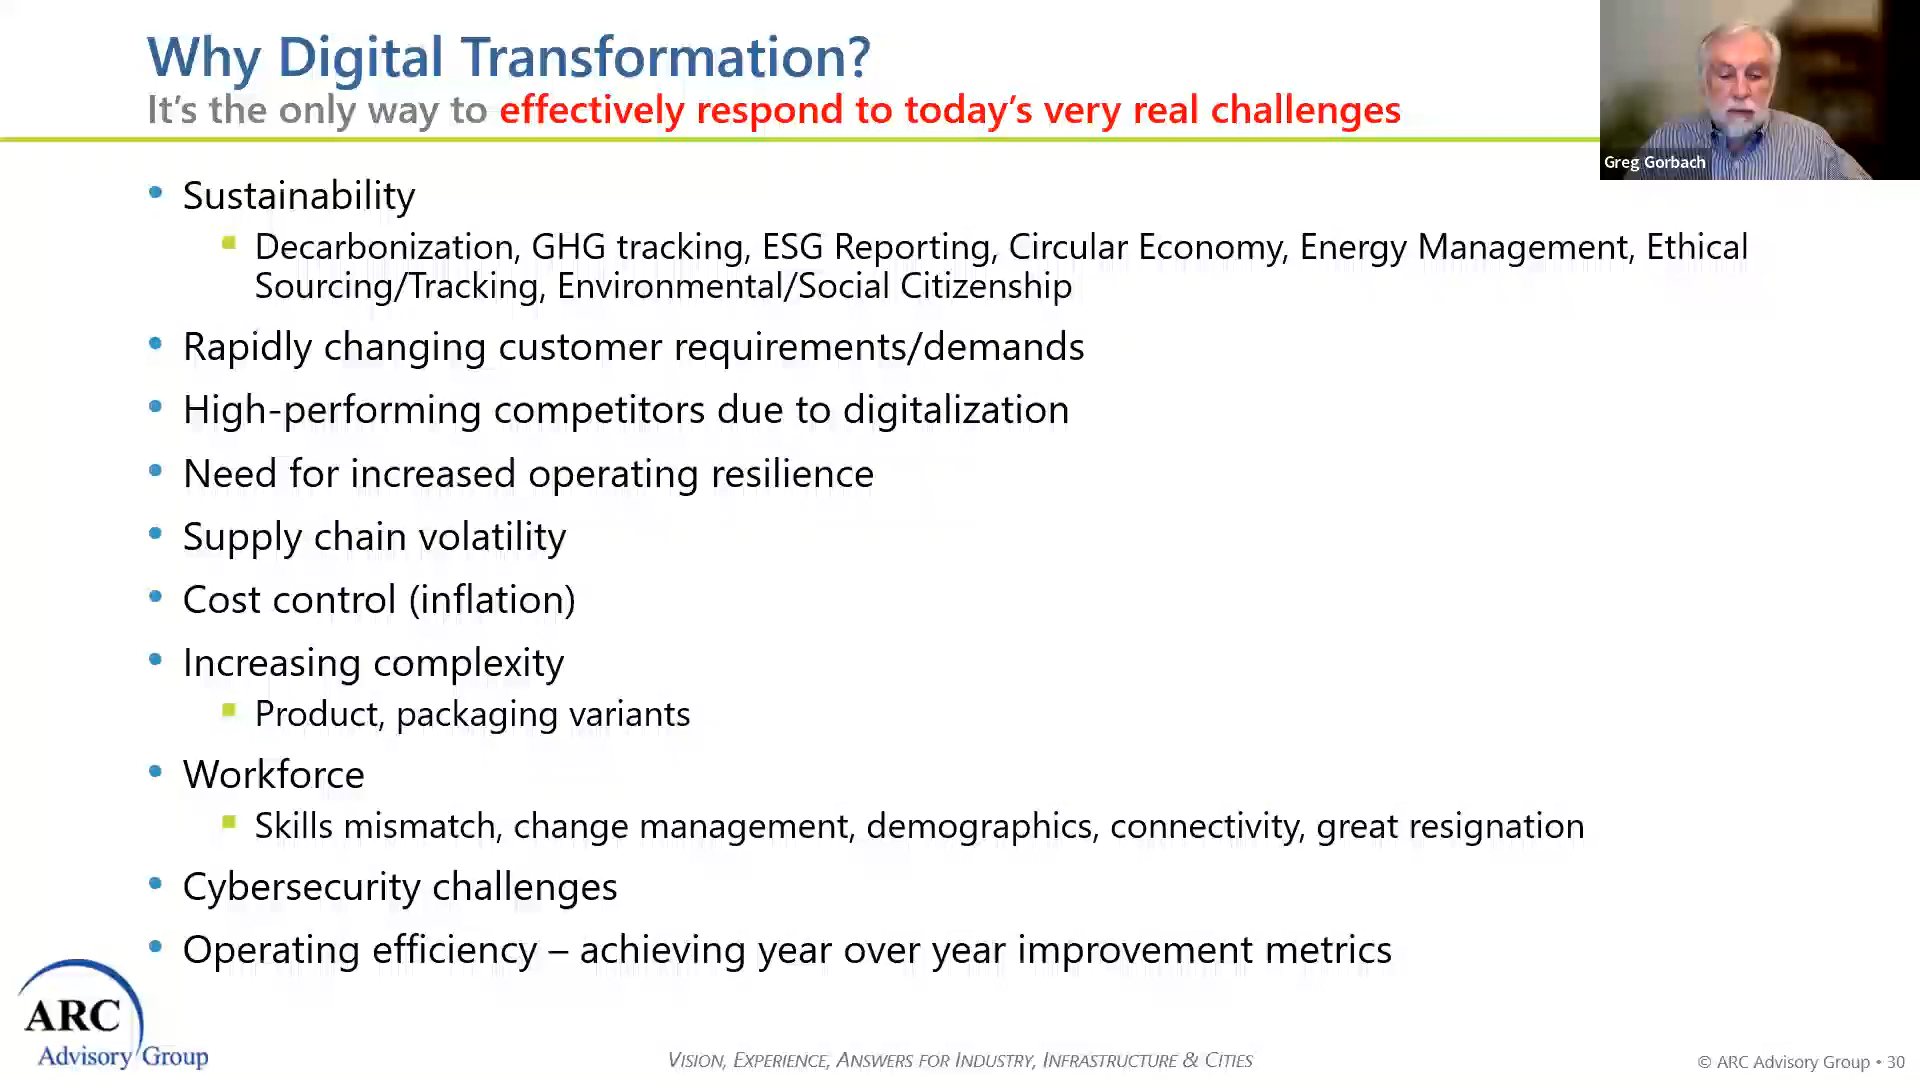 Why Digital Transformation?
It's the only way to effectively respond to today's very real challenges
Greg Gorbach
• Sustainability
▪ Decarbonization, GHG tracking, ESG Reporting, Circular Economy, Energy Management, Ethical
Sourcing/Tracking, Environmental/Social Citizenship
• Rapidly changing customer requirements/demands
• High-performing competitors due to digitalization
• Need for increased operating resilience
• Supply chain volatility
• Cost control (inflation)
• Increasing complexity
▪ Product, packaging variants
• Workforce
▪ Skills mismatch, change management, demographics, connectivity, great resignation
• Cybersecurity challenges
• Operating efficiency – achieving year over year improvement metrics
ARC
Advisory Group
Vision, Experience, Answers for Industry, Infrastructure & Cities
© ARC Advisory Group • 30